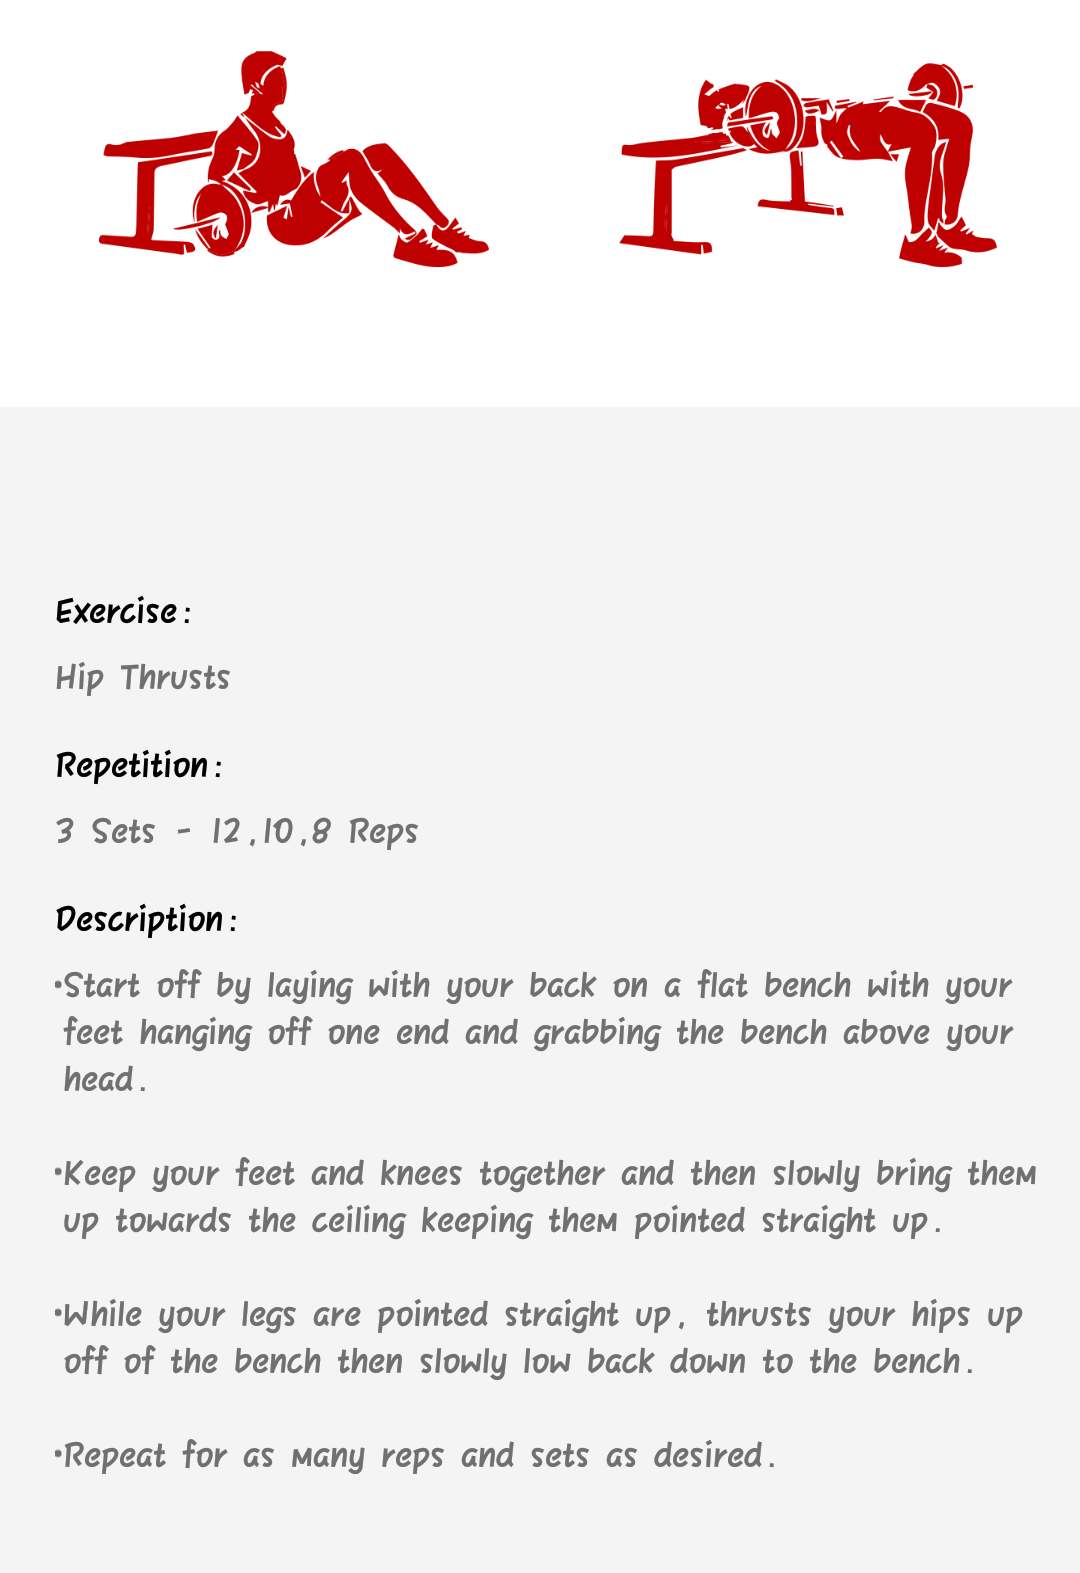 Exercise:
Hip Thrusts
Repetition:
3 Sets - 12,10,8 Reps
Description:
•Start off by laying with your back on a flat bench with your
feet hanging off one end and grabbing the bench above your
head.
•Keep your feet and knees together and then slowly bring them
up towards the ceiling keeping them pointed straight up.
•While your legs are pointed straight up, thrusts your hips up
off of the bench then slowly low back down to the bench.
•Repeat for as many reps and sets as desired.